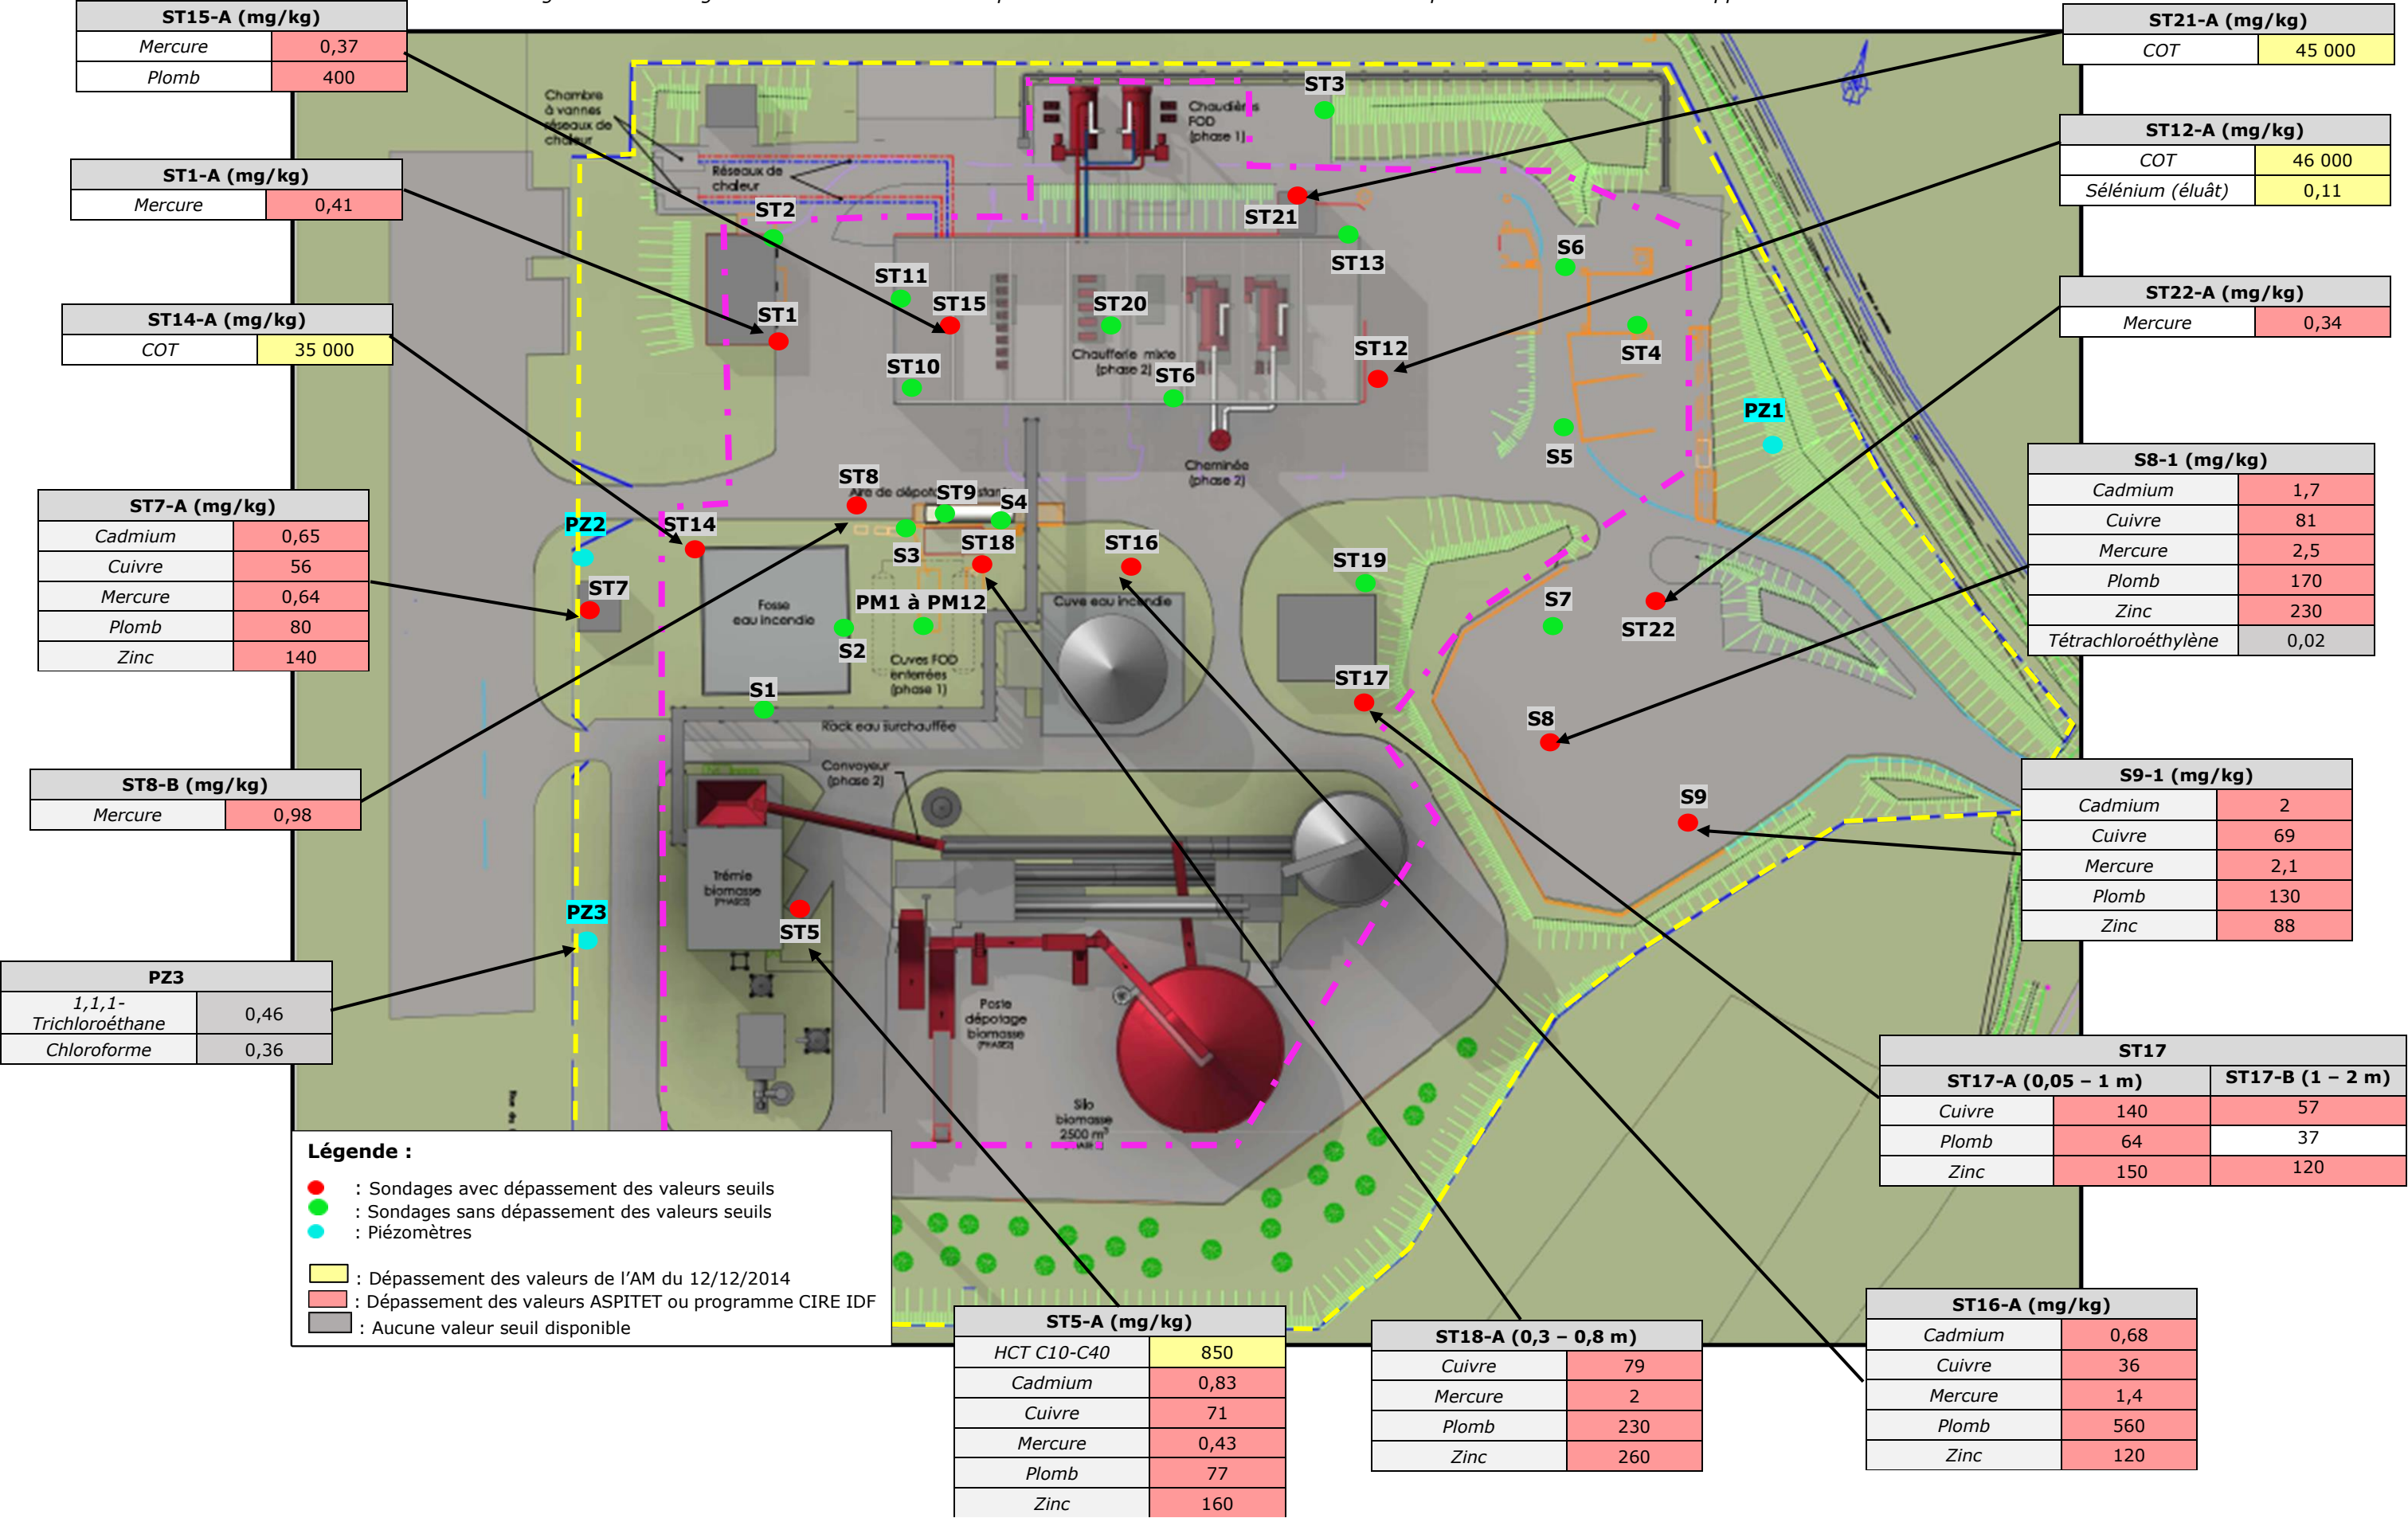 ST15-A (mg/kg)
Mercure 0,37
Plomb 400
ST21-A (mg/kg)
COT 45 000
ST1-A (mg/kg)
Mercure 0,41
ST12-A (mg/kg)
COT 46 000
Sélénium (éluât) 0,11
ST14-A (mg/kg)
COT 35 000
ST22-A (mg/kg)
Mercure 0,34
ST7-A (mg/kg)
Cadmium 0,65
Cuivre 56
Mercure 0,64
Plomb 80
Zinc 140
S8-1 (mg/kg)
Cadmium 1,7
Cuivre 81
Mercure 2,5
Plomb 170
Zinc 230
Tétrachloroéthylène 0,02
ST8-B (mg/kg)
Mercure 0,98
S9-1 (mg/kg)
Cadmium 2
Cuivre 69
Mercure 2,1
Plomb 130
Zinc 88
PZ3
1,1,1-
Trichloroéthane 0,46
Chloroforme 0,36
ST17
ST17-A (0,05 – 1 m) ST17-B (1 – 2 m)
Cuivre 140 57
Plomb 64 37
Zinc 150 120
ST5-A (mg/kg)
HCT C10-C40 850
Cadmium 0,83
Cuivre 71
Mercure 0,43
Plomb 77
Zinc 160
ST18-A (0,3 – 0,8 m)
Cuivre 79
Mercure 2
Plomb 230
Zinc 260
ST16-A (mg/kg)
Cadmium 0,68
Cuivre 36
Mercure 1,4
Plomb 560
Zinc 120
Chambre
à vannes
réseaux de
chaleur
Réseaux de
chaleur
Chaudières
FOD
(phase 1)
ST3
ST2
ST21
ST13
S6
ST11
ST15
ST20
ST1
ST12
ST4
Chaufferie mixte
(phase 2)
ST10
ST6
PZ1
S5
Cheminée
(phase 2)
ST8
Aire de dépotage
ST9
S4
PZ2
ST14
S3
ST18
ST16
ST19
ST7
PM1 à PM12
Fosse
eau incendie
Cuve eau incendie
S7
ST22
S2
Cuves FOD
enterrées
(phase 1)
S1
ST17
Rack eau surchauffée
S8
Convoyeur
(phase 2)
S9
Trémie
biomasse
(PHASE2)
PZ3
ST5
Poste
dépotage
biomasse
(PHASE2)
Silo
biomasse
2500 m³
Rue de
Légende :
: Sondages avec dépassement des valeurs seuils
: Sondages sans dépassement des valeurs seuils
: Piézomètres
: Dépassement des valeurs de l'AM du 12/12/2014
: Dépassement des valeurs ASPITET ou programme CIRE IDF
: Aucune valeur seuil disponible